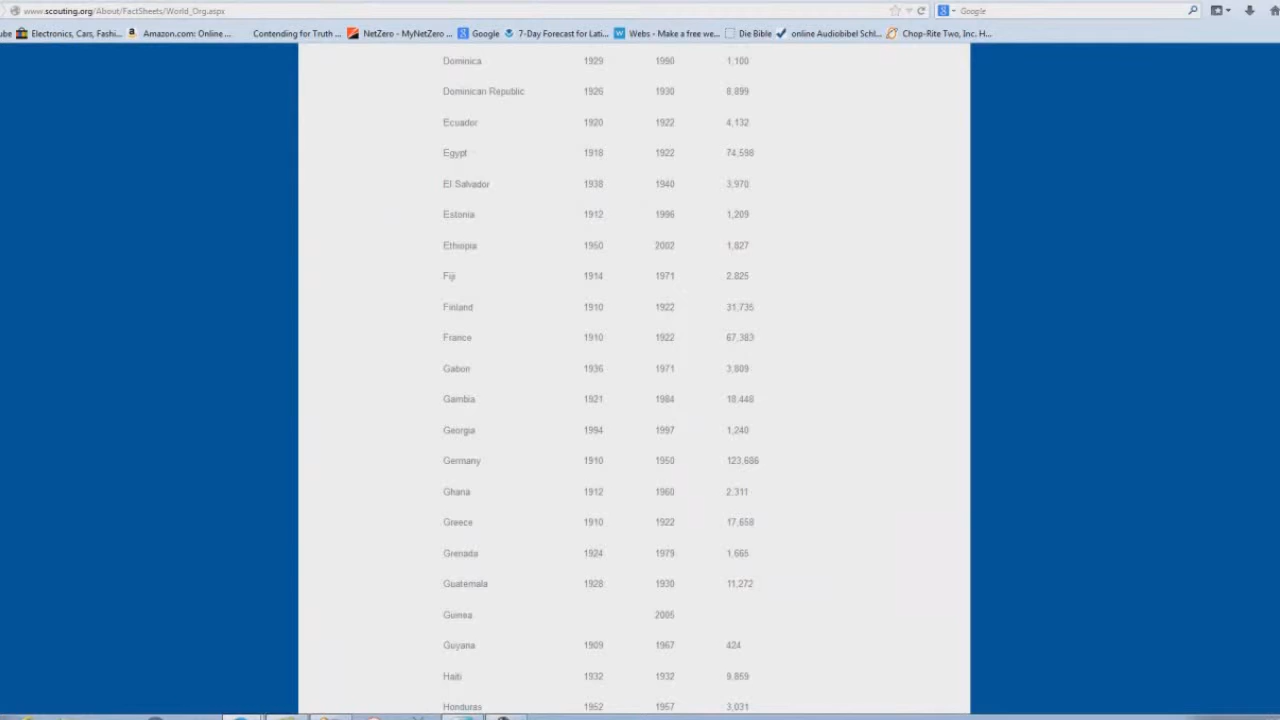 www.scouting.org/About/FactSheets/World_Org.aspx Google
ube Electronics, Cars, Fashi... Amazon.com: Online ... Contending for Truth ... NetZero - MyNetZero ... Google 7-Day Forecast for Lati... Webs - Make a free we... Die Bible online Audiobibel Schl... Chop-Rite Two, Inc. H...
Dominica 1929 1990 1,100
Dominican Republic 1926 1930 8,899
Ecuador 1920 1922 4,132
Egypt 1918 1922 74,598
El Salvador 1938 1940 3,970
Estonia 1912 1996 1,209
Ethiopia 1950 2002 1,827
Fiji 1914 1971 2,825
Finland 1910 1922 31,735
France 1910 1922 67,383
Gabon 1936 1971 3,809
Gambia 1921 1984 18,448
Georgia 1994 1997 1,240
Germany 1910 1950 123,686
Ghana 1912 1960 2,311
Greece 1910 1922 17,658
Grenada 1924 1979 1,665
Guatemala 1928 1930 11,272
Guinea 2005
Guyana 1909 1967 424
Haiti 1932 1932 9,859
Honduras 1952 1957 3,031